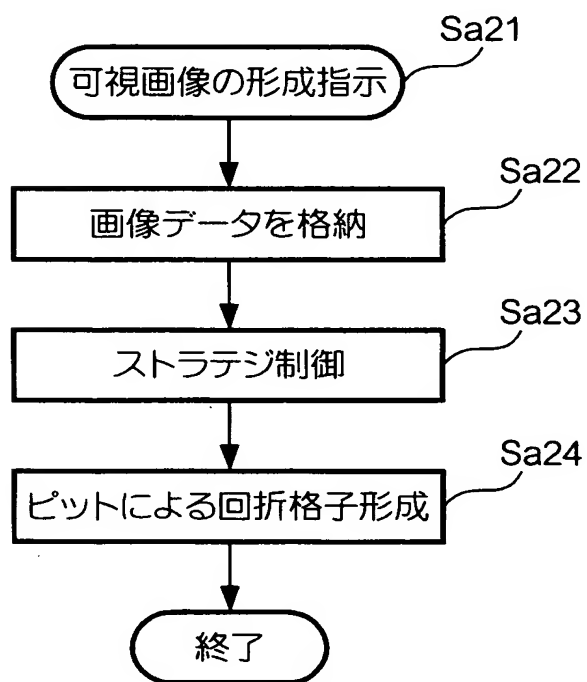 Sa21
可視画像の形成指示
Sa22
画像データを格納
Sa23
ストラテジ制御
Sa24
ピットによる回折格子形成
終了